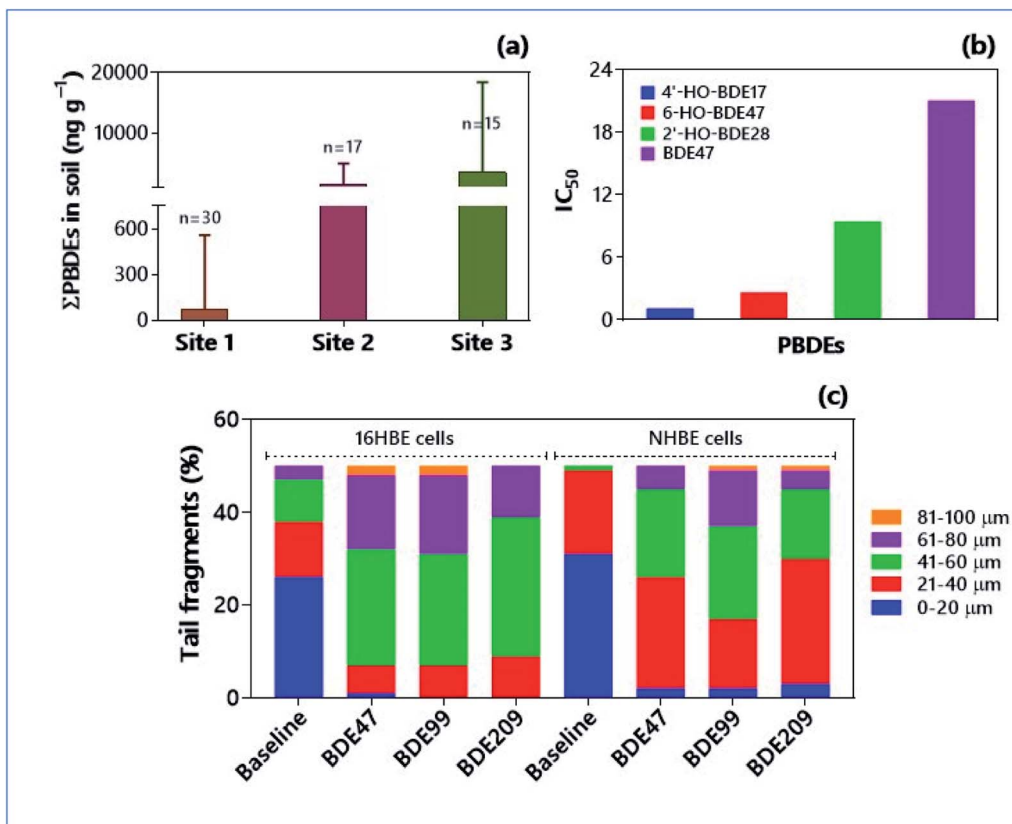 (a)
ΣPBDEs in soil (ng g⁻¹)
20000
10000
600
300
0
n=30
n=17
n=15
Site 1 Site 2 Site 3
(b)
IC₅₀
24
18
12
6
0
4'-HO-BDE17
6-HO-BDE47
2'-HO-BDE28
BDE47
PBDEs
(c)
Tail fragments (%)
60
40
20
0
16HBE cells NHBE cells
81-100 μm
61-80 μm
41-60 μm
21-40 μm
0-20 μm
Baseline BDE47 BDE99 BDE209 Baseline BDE47 BDE99 BDE209